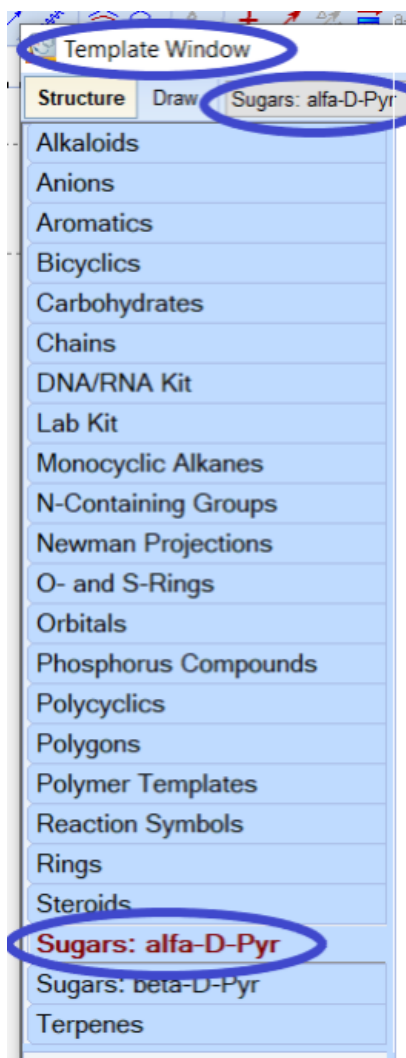 Template Window
Structure Draw Sugars: alfa-D-Pyr
Alkaloids
Anions
Aromatics
Bicyclics
Carbohydrates
Chains
DNA/RNA Kit
Lab Kit
Monocyclic Alkanes
N-Containing Groups
Newman Projections
O- and S-Rings
Orbitals
Phosphorus Compounds
Polycyclics
Polygons
Polymer Templates
Reaction Symbols
Rings
Steroids
Sugars: alfa-D-Pyr
Sugars: beta-D-Pyr
Terpenes